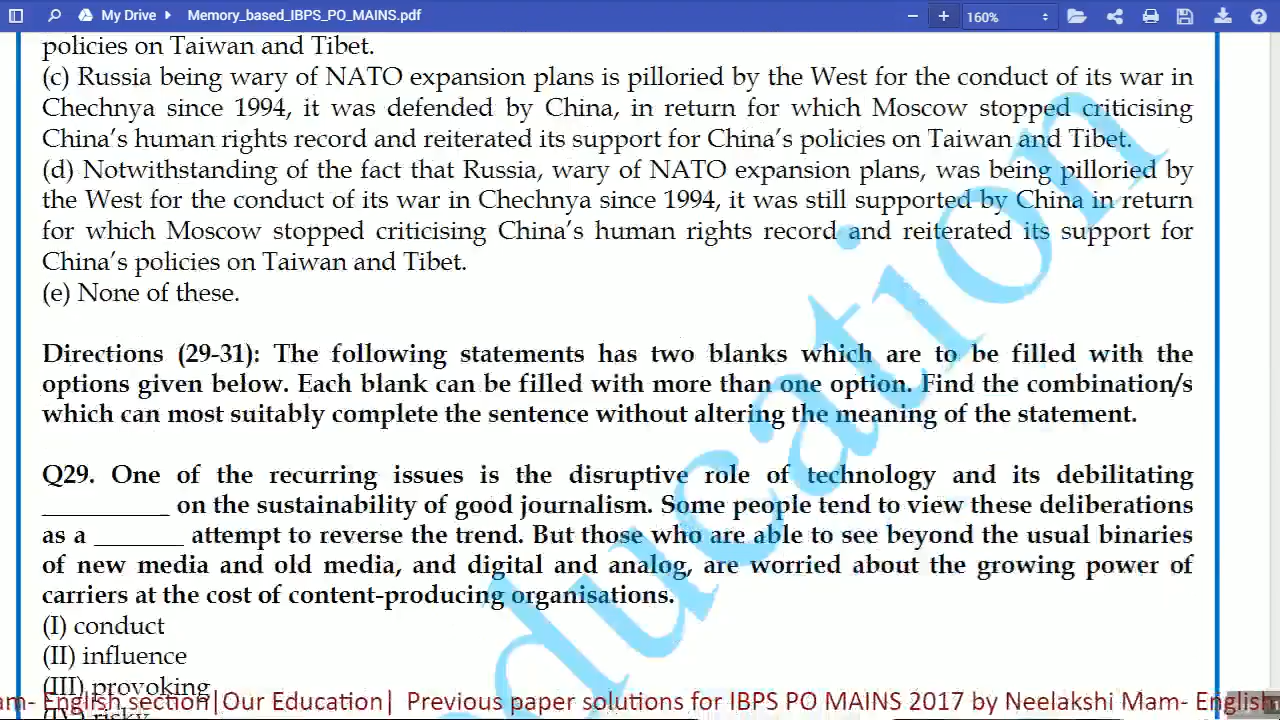 My Drive Memory_based_IBPS_PO_MAINS.pdf 160%
policies on Taiwan and Tibet.
(c) Russia being wary of NATO expansion plans is pilloried by the West for the conduct of its war in
Chechnya since 1994, it was defended by China, in return for which Moscow stopped criticising
China's human rights record and reiterated its support for China's policies on Taiwan and Tibet.
(d) Notwithstanding of the fact that Russia, wary of NATO expansion plans, was being pilloried by
the West for the conduct of its war in Chechnya since 1994, it was still supported by China in return
for which Moscow stopped criticising China's human rights record and reiterated its support for
China's policies on Taiwan and Tibet.
(e) None of these.
Directions (29-31): The following statements has two blanks which are to be filled with the
options given below. Each blank can be filled with more than one option. Find the combination/s
which can most suitably complete the sentence without altering the meaning of the statement.
Q29. One of the recurring issues is the disruptive role of technology and its debilitating
__________ on the sustainability of good journalism. Some people tend to view these deliberations
as a _______ attempt to reverse the trend. But those who are able to see beyond the usual binaries
of new media and old media, and digital and analog, are worried about the growing power of
carriers at the cost of content-producing organisations.
(I) conduct
(II) influence
(III) provoking
(IV) risky
am- English section|Our Education| Previous paper solutions for IBPS PO MAINS 2017 by Neelakshi Mam- English
education